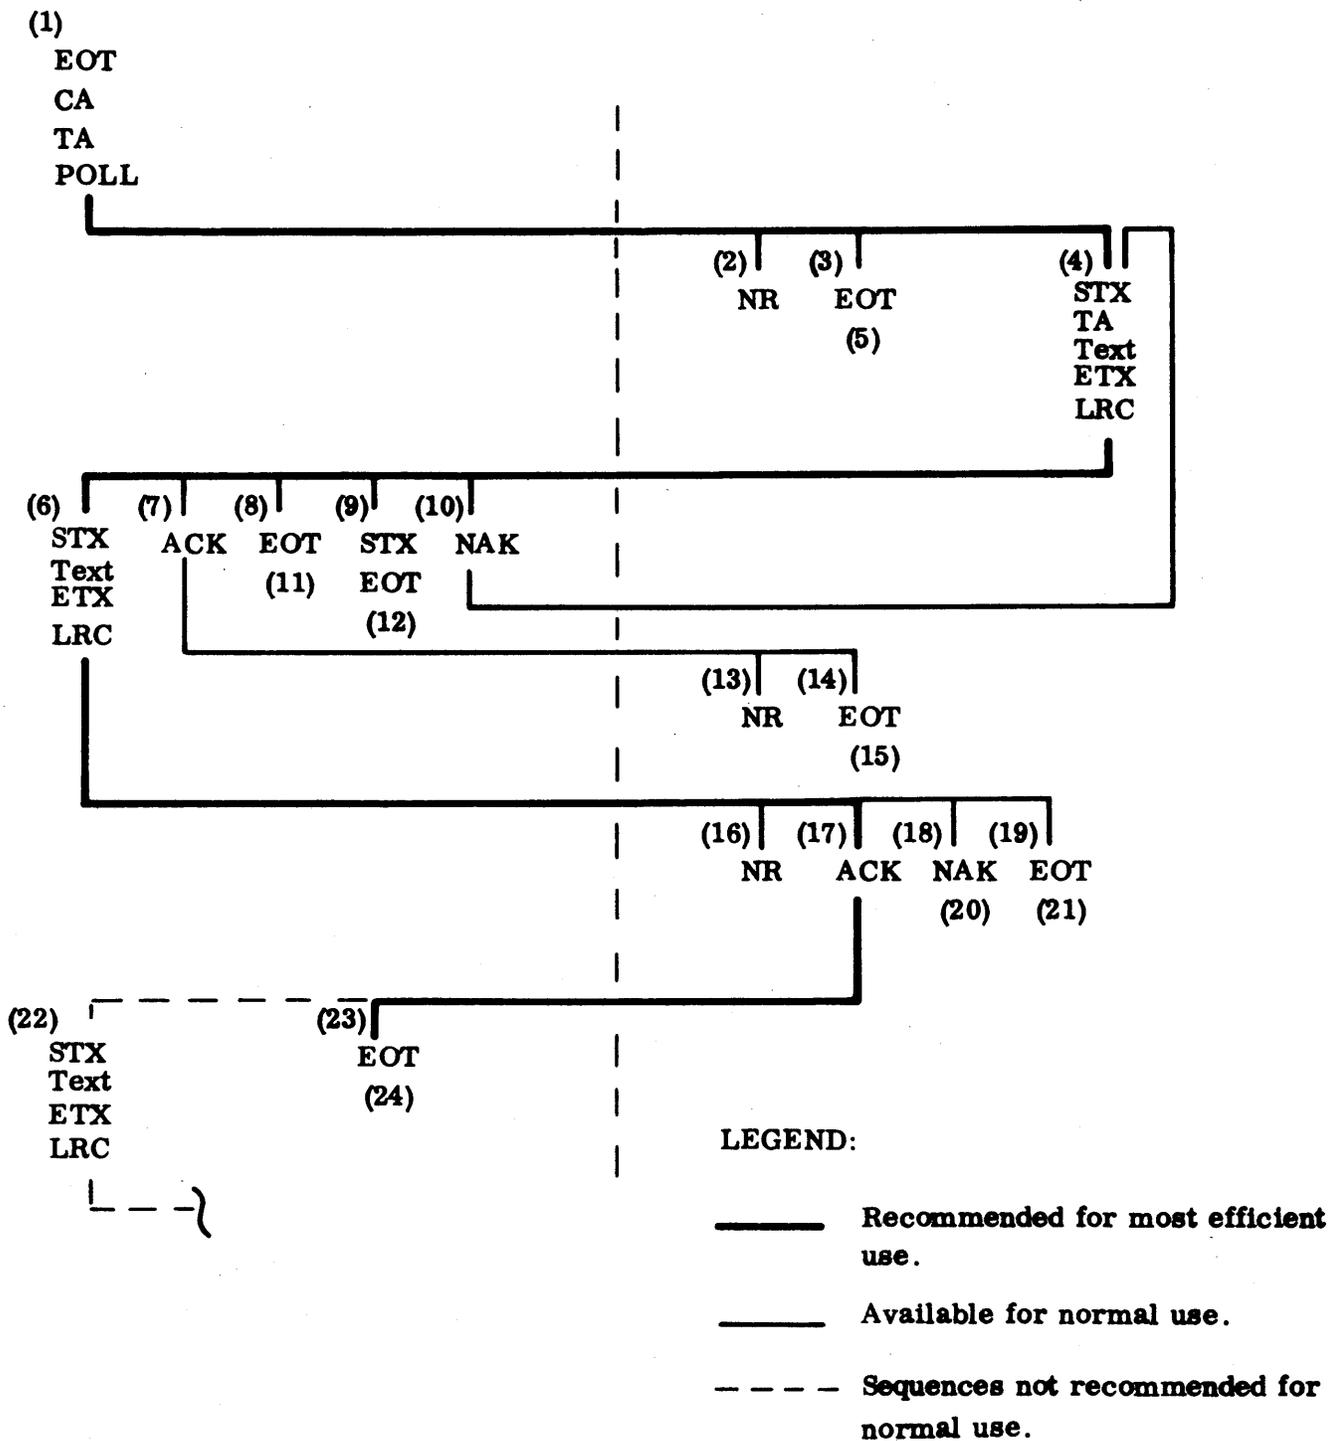 (1)
EOT
CA
TA
POLL
(2) (3) (4)
NR EOT STX
(5) TA
Text
ETX
LRC
(6) (7) (8) (9) (10)
STX ACK EOT STX NAK
Text (11) EOT
ETX (12)
LRC
(13) (14)
NR EOT
(15)
(16) (17) (18) (19)
NR ACK NAK EOT
(20) (21)
(22) (23)
STX EOT
Text (24)
ETX
LRC
LEGEND:
Recommended for most efficient
use.
Available for normal use.
Sequences not recommended for
normal use.